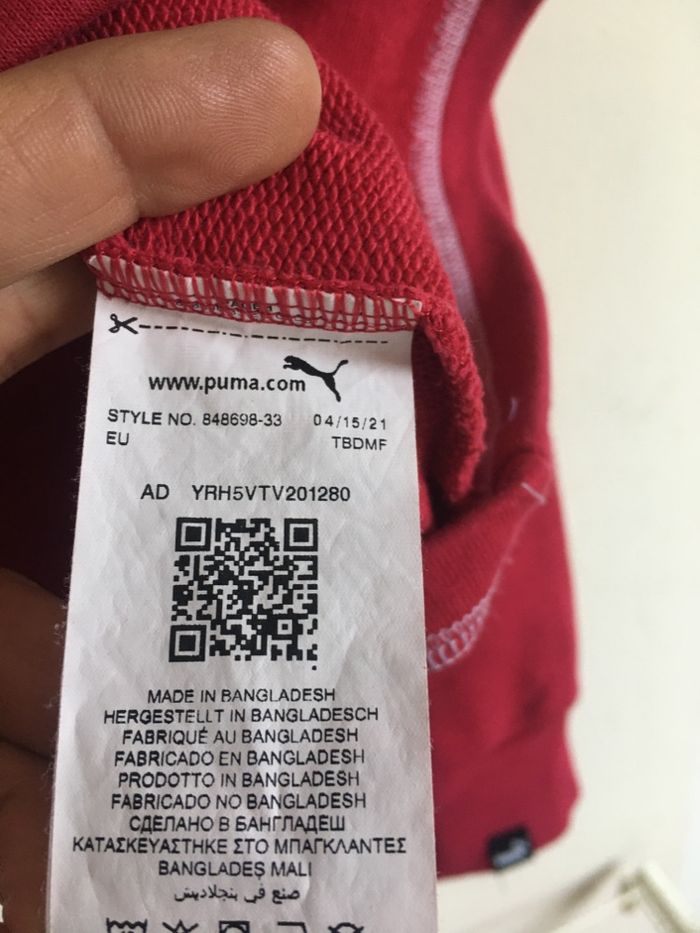 www.puma.com
STYLE NO. 848698-33 04/15/21
EU TBDMF
AD YRH5VTV201280
MADE IN BANGLADESH
HERGESTELLT IN BANGLADESCH
FABRIQUÉ AU BANGLADESH
FABRICADO EN BANGLADESH
PRODOTTO IN BANGLADESH
FABRICADO NO BANGLADESH
СДЕЛАНО В БАНГЛАДЕШ
ΚΑΤΑΣΚΕΥΑΣΤΗΚΕ ΣΤΟ ΜΠΑΓΚΛΑΝΤΕΣ
BANGLADEŞ MALI
صنع في بنجلاديش